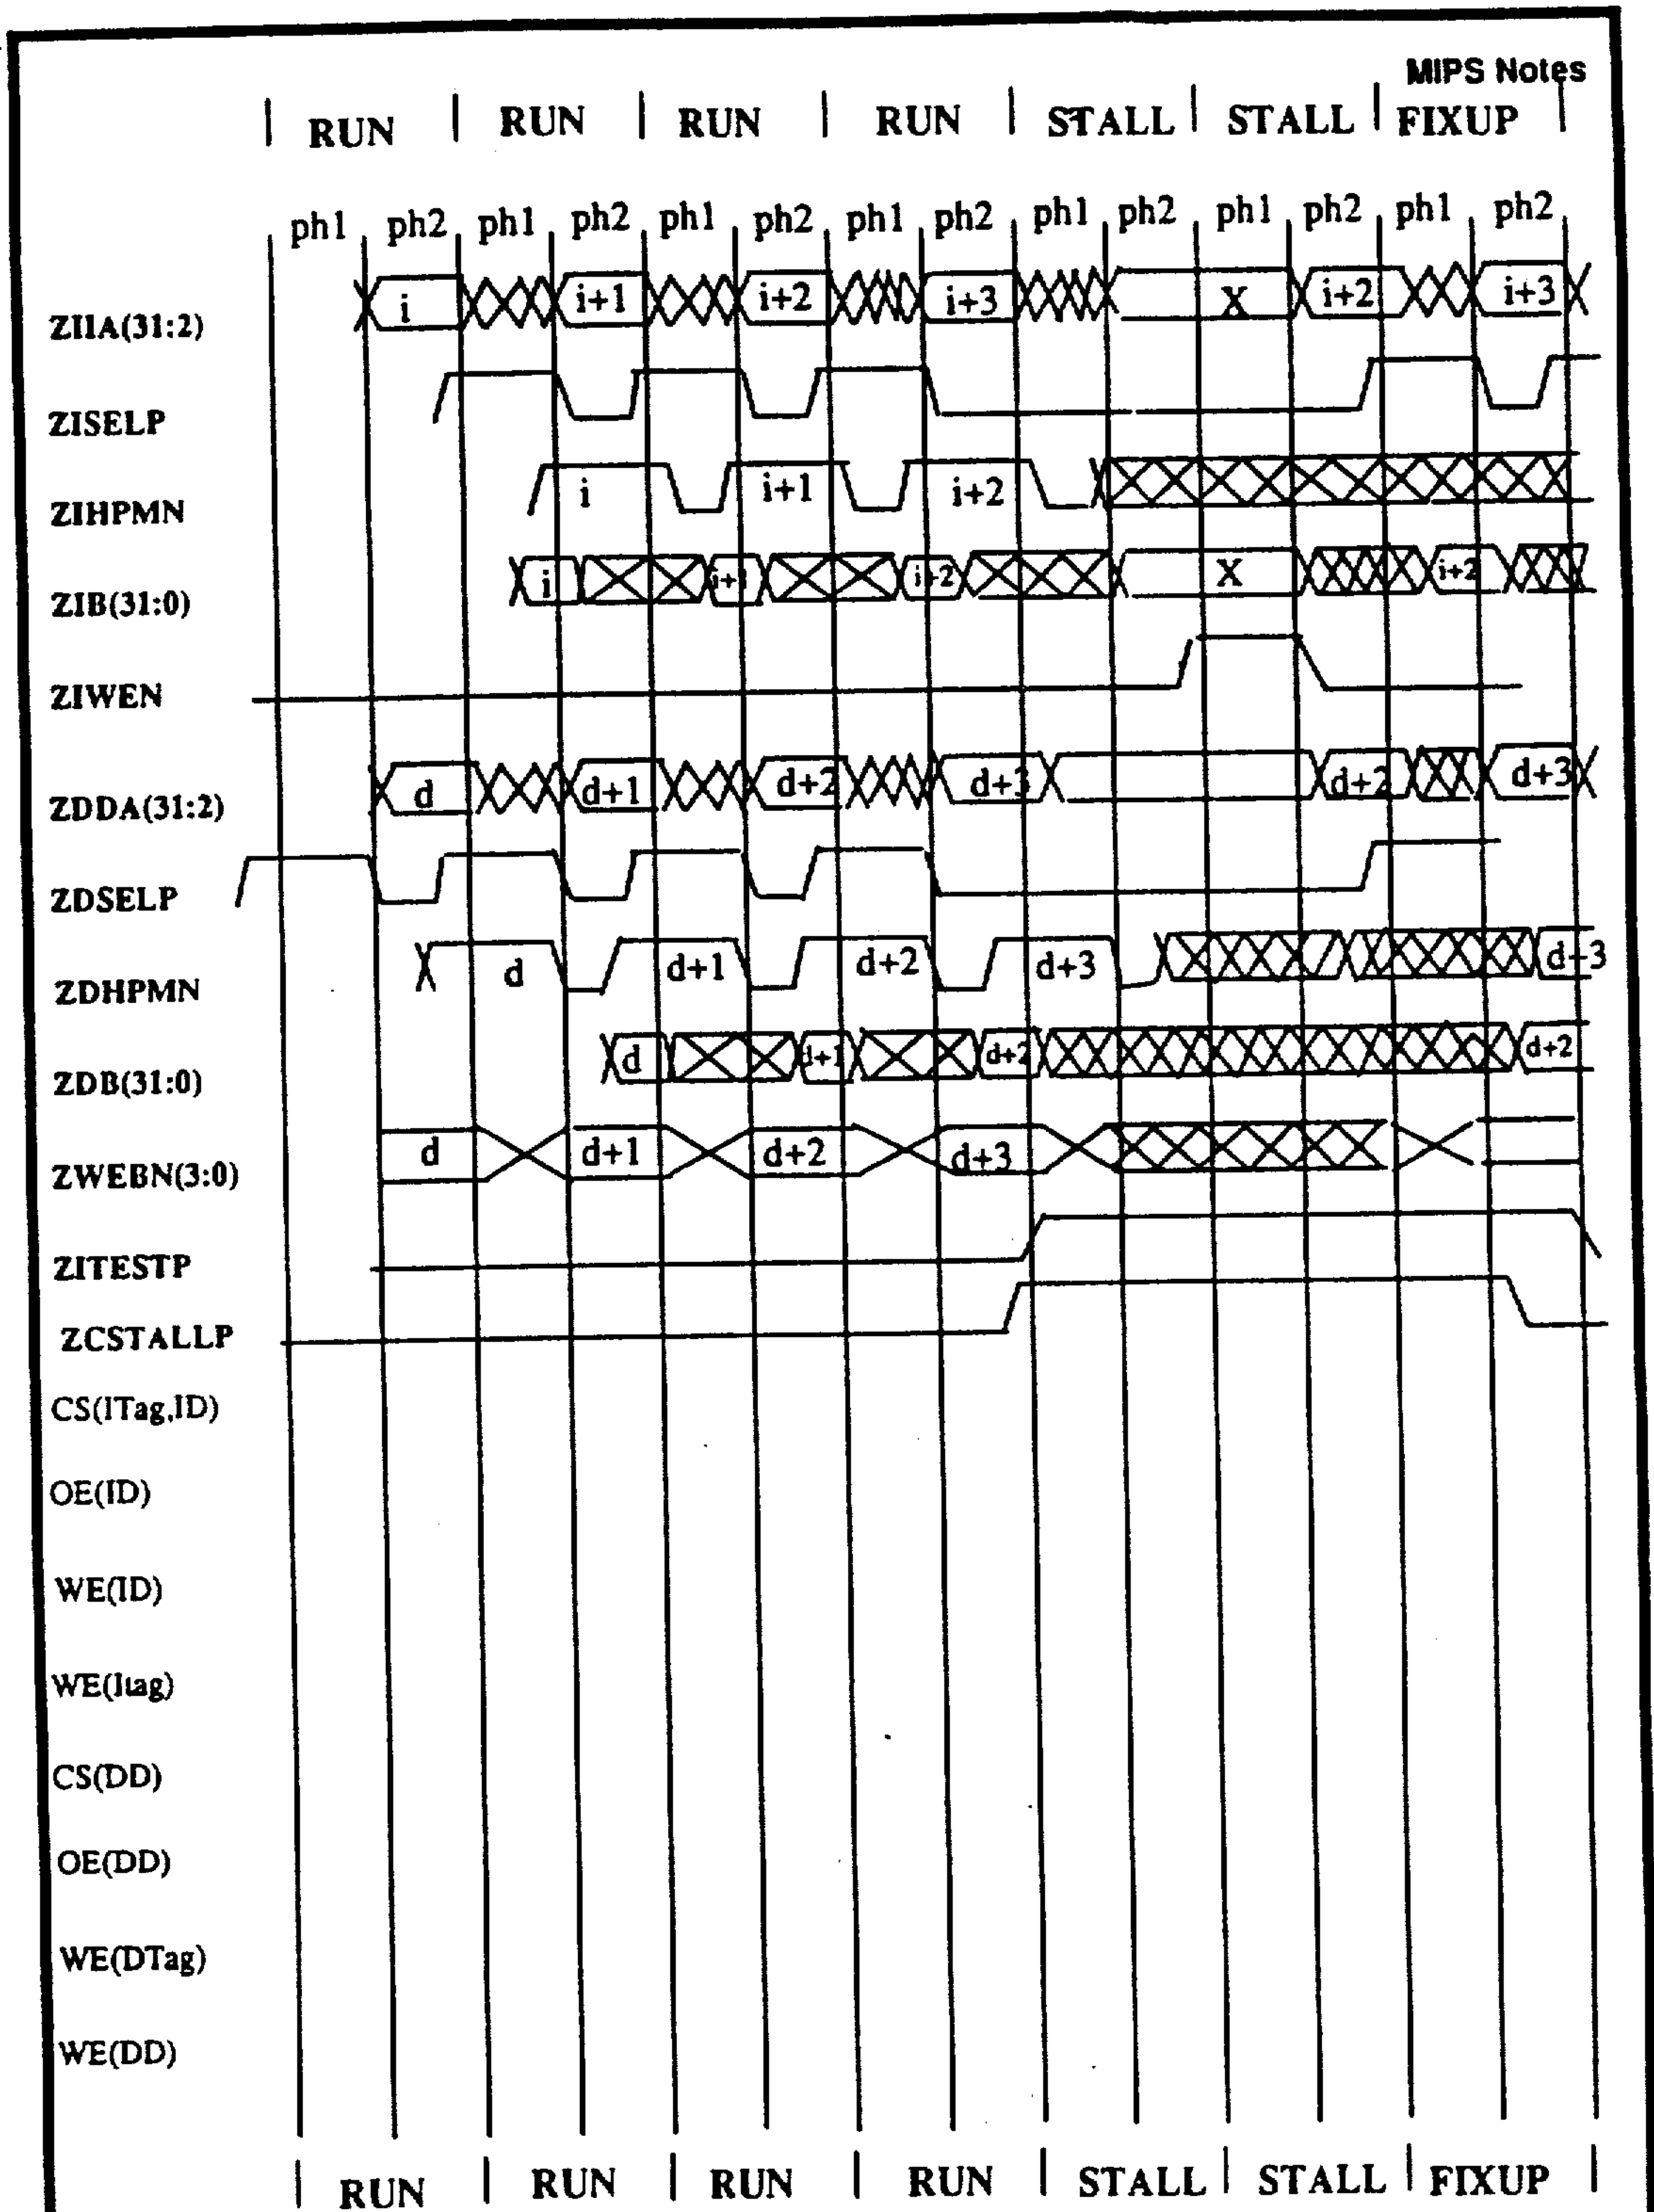 MIPS Notes
| RUN | RUN | RUN | RUN | STALL | STALL | FIXUP |
ph1 ph2 ph1 ph2 ph1 ph2 ph1 ph2 ph1 ph2 ph1 ph2 ph1 ph2
ZIIA(31:2) i i+1 i+2 i+3 X i+2 i+3
ZISELP
ZIHPMN i i+1 i+2
ZIB(31:0) i i+1 i+2 X i+2
ZIWEN
ZDDA(31:2) d d+1 d+2 d+3 d+2 d+3
ZDSELP
ZDHPMN d d+1 d+2 d+3 d+3
ZDB(31:0) d d+1 d+2 d+2
ZWEBN(3:0) d d+1 d+2 d+3
ZITESTP
ZCSTALLP
CS(ITag,ID)
OE(ID)
WE(ID)
WE(Itag)
CS(DD)
OE(DD)
WE(DTag)
WE(DD)
| RUN | RUN | RUN | RUN | STALL | STALL | FIXUP |